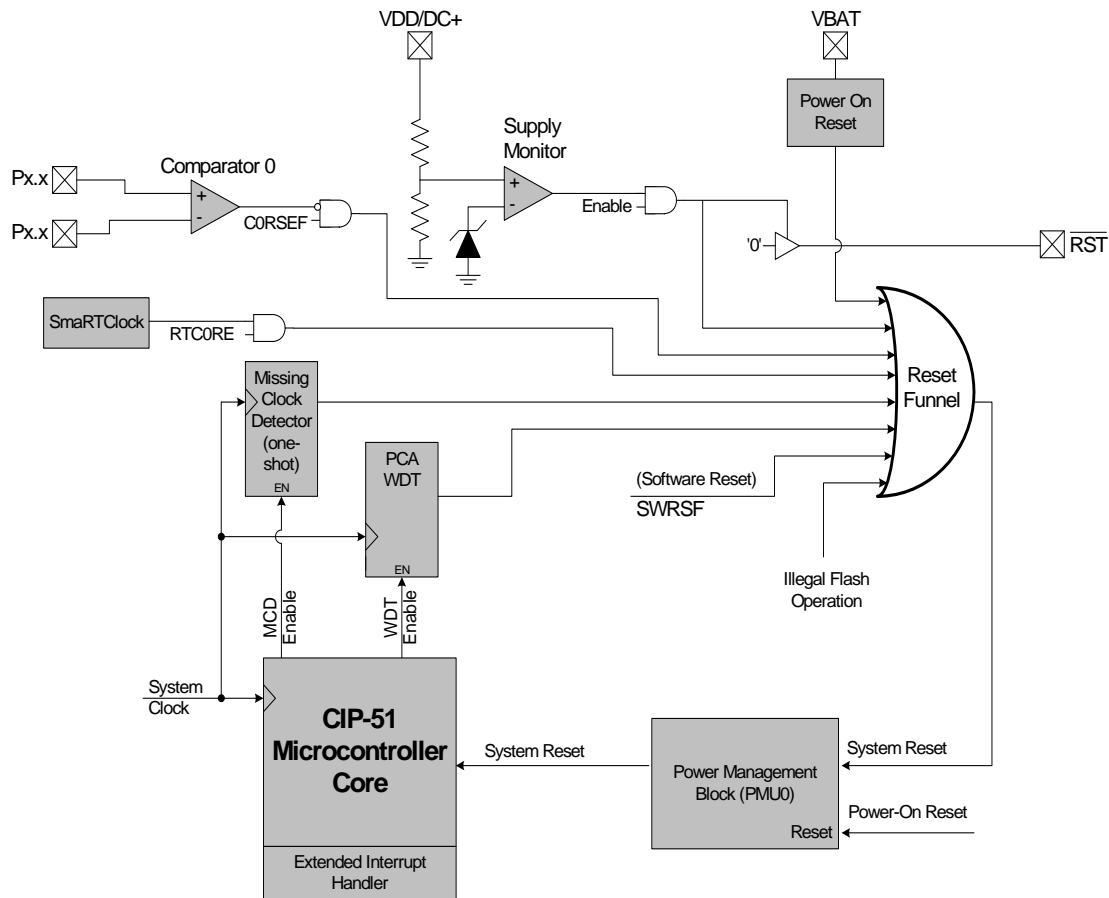 VDD/DC+
VBAT
Power On
Reset
Supply
Monitor
Comparator 0
Px.x
+
-
Px.x
C0RSEF
+
-
Enable
'0'
RST
SmaRTClock
RTC0RE
Missing
Clock
Detector
(one-
shot)
EN
Reset
Funnel
PCA
WDT
EN
(Software Reset)
SWRSF
Illegal Flash
Operation
MCD
Enable
WDT
Enable
System
Clock
CIP-51
Microcontroller
Core
Extended Interrupt
Handler
System Reset
Power Management
Block (PMU0)
Reset
System Reset
Power-On Reset